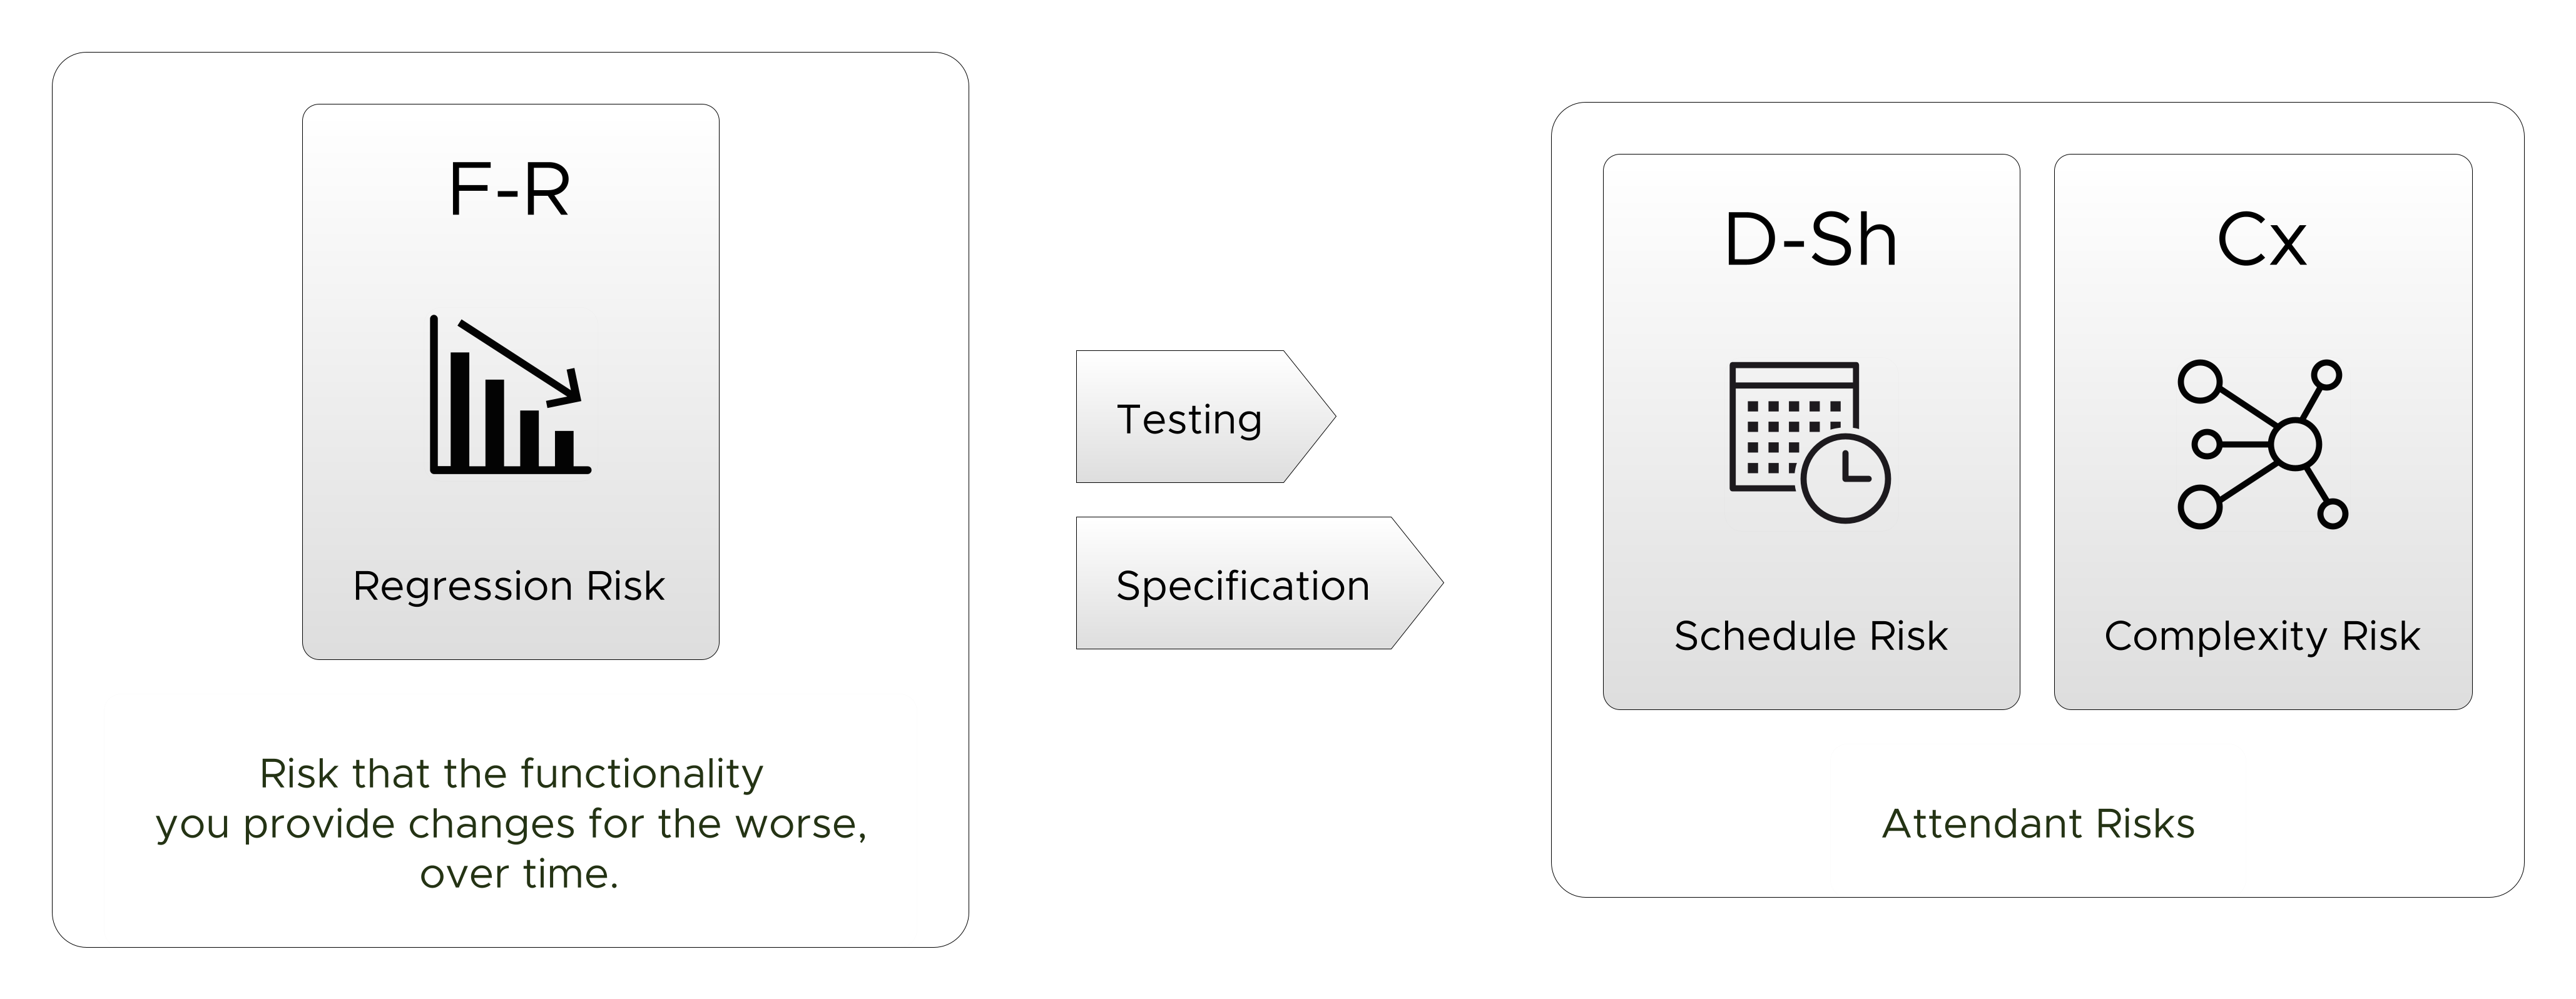 F-R
Regression Risk
Risk that the functionality
you provide changes for the worse,
over time.
Testing
Specification
D-Sh
Schedule Risk
Cx
Complexity Risk
Attendant Risks